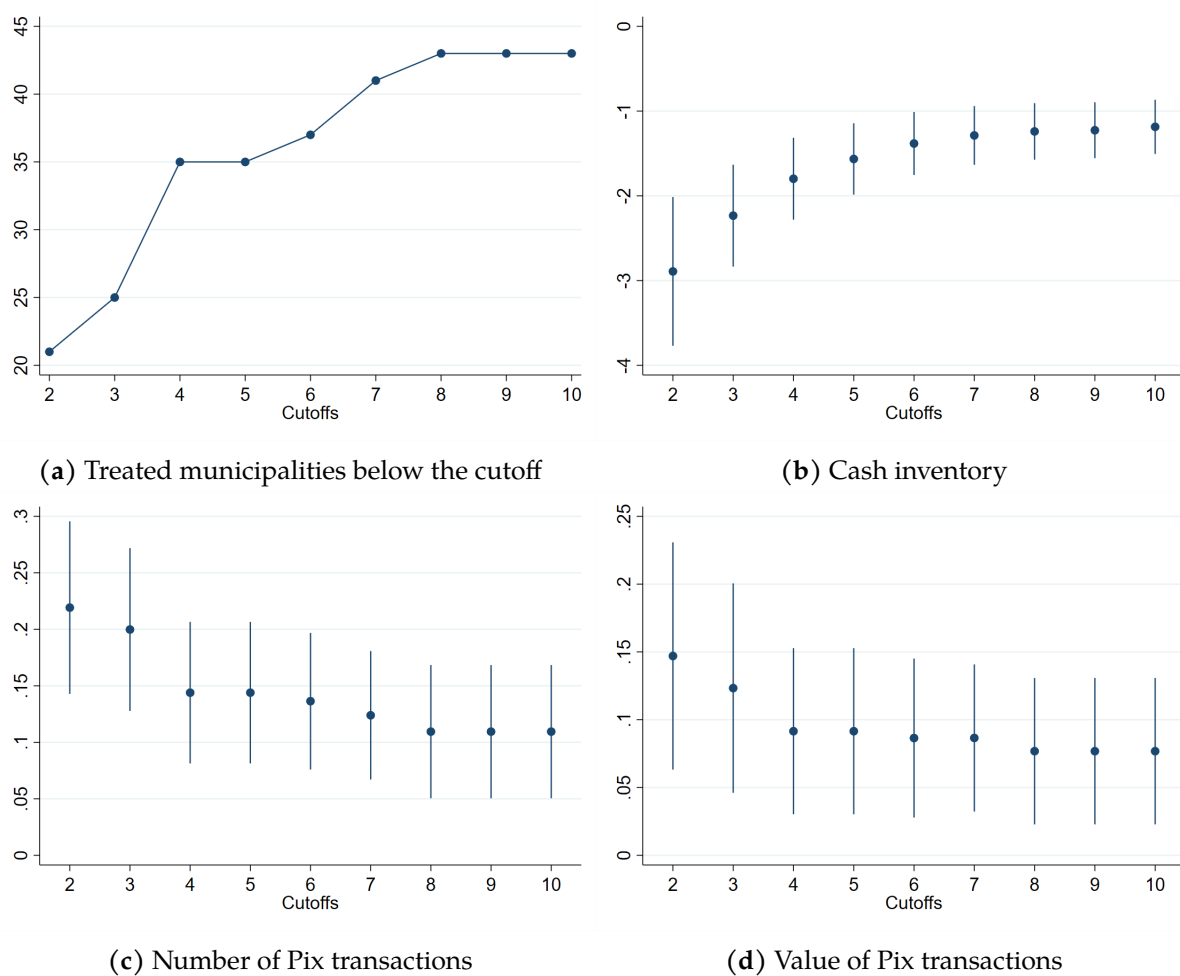 45
40
35
30
25
20
2 3 4 5 6 7 8 9 10
Cutoffs
(a) Treated municipalities below the cutoff
0
-1
-2
-3
-4
2 3 4 5 6 7 8 9 10
Cutoffs
(b) Cash inventory
.3
.25
.2
.15
.1
.05
0
2 3 4 5 6 7 8 9 10
Cutoffs
(c) Number of Pix transactions
.25
.2
.15
.1
.05
0
2 3 4 5 6 7 8 9 10
Cutoffs
(d) Value of Pix transactions